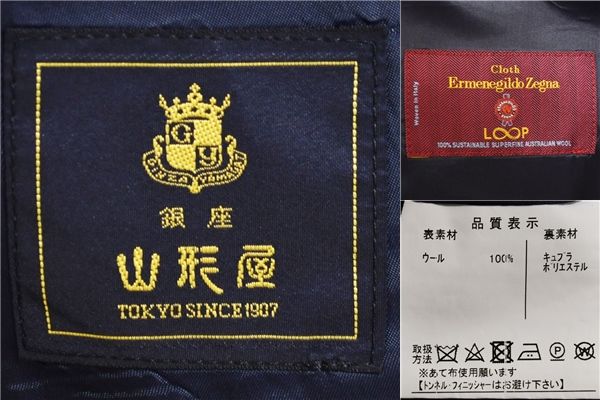 G Y
GINZA YAMAGATAYA
銀座
山形屋
TOKYO SINCE 1907
Cloth
Ermenegildo Zegna
Woven in Italy
LOOP
100% SUSTAINABLE SUPERFINE AUSTRALIAN WOOL
品質表示
表素材 裏素材
ウール 100% キュプラ
ポリエステル
取扱
方法
※あて布使用願います
【トンネル・フィニッシャーはお避け下さい】